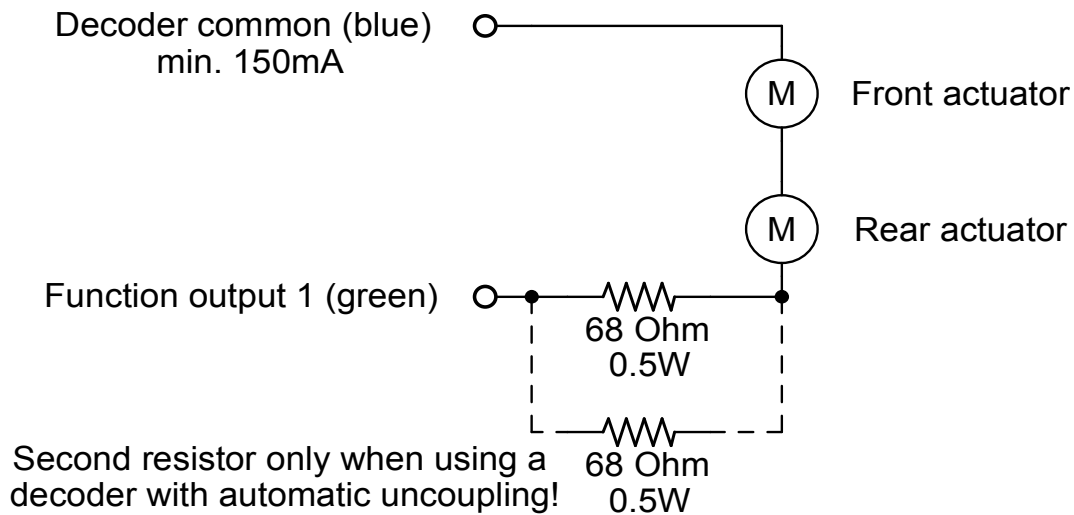 Decoder common (blue)
min. 150mA
M
Front actuator
M
Rear actuator
Function output 1 (green)
68 Ohm
0.5W
Second resistor only when using a
decoder with automatic uncoupling!
68 Ohm
0.5W